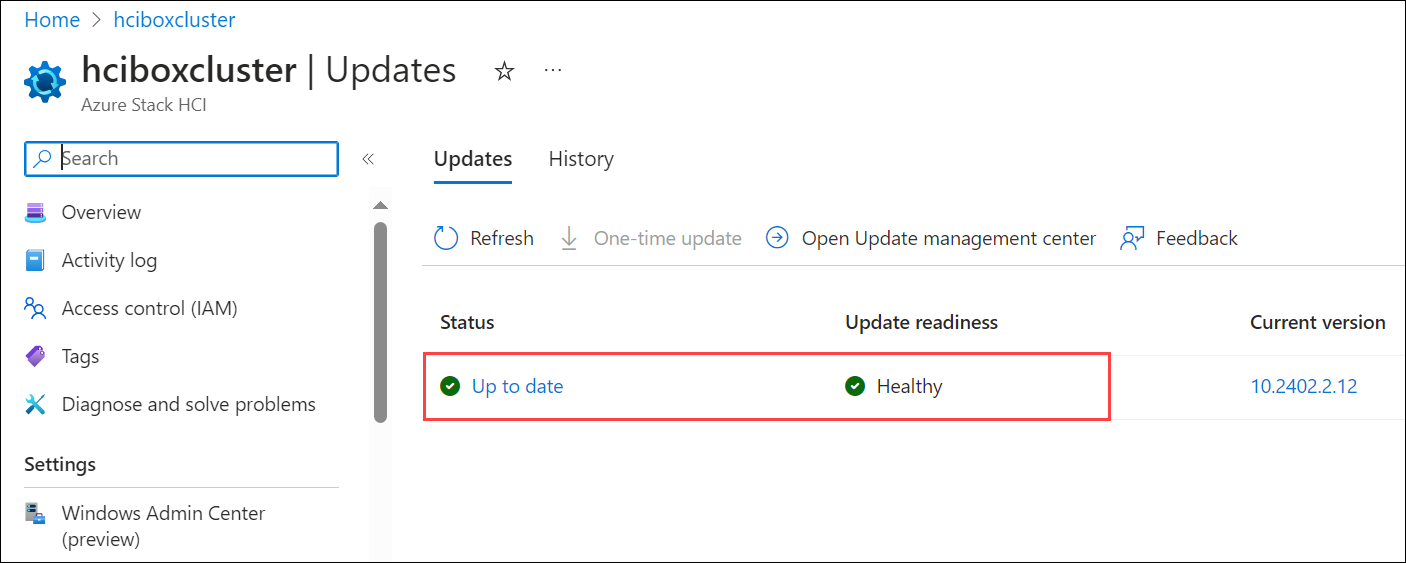 Home > hciboxcluster
hciboxcluster | Updates
Azure Stack HCI
Search
Overview
Activity log
Access control (IAM)
Tags
Diagnose and solve problems
Settings
Windows Admin Center
(preview)
Updates History
Refresh One-time update Open Update management center Feedback
Status Update readiness Current version
Up to date Healthy 10.2402.2.12